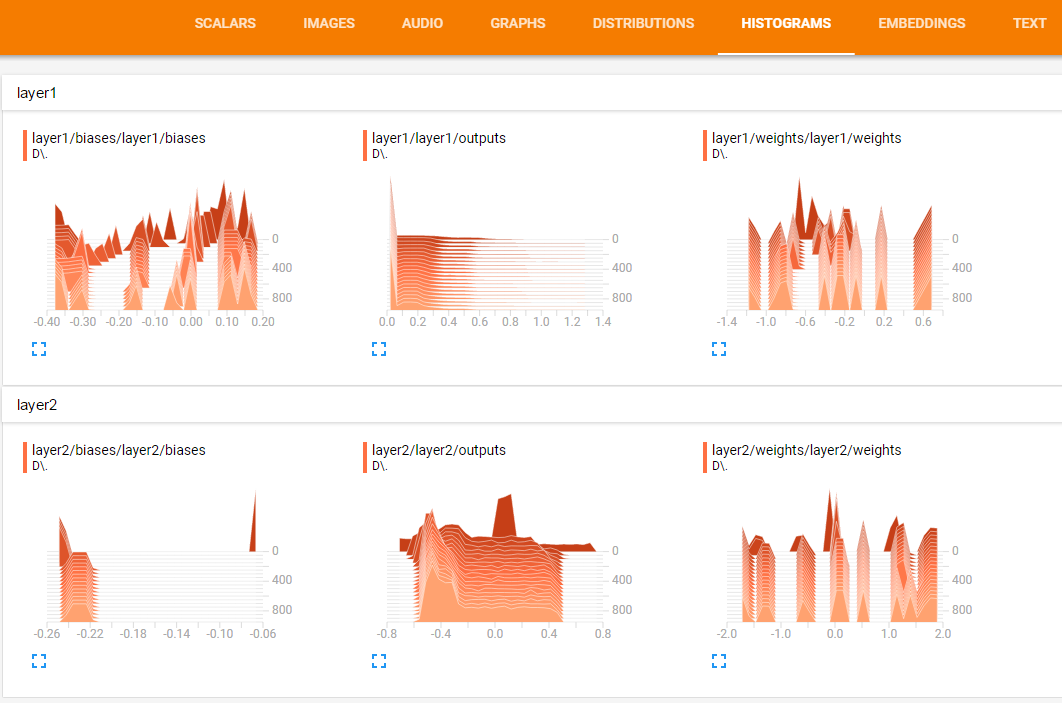 SCALARS IMAGES AUDIO GRAPHS DISTRIBUTIONS HISTOGRAMS EMBEDDINGS TEXT
layer1
layer1/biases/layer1/biases
D\.
0
400
800
-0.40 -0.30 -0.20 -0.10 0.00 0.10 0.20
layer1/layer1/outputs
D\.
0
400
800
0.0 0.2 0.4 0.6 0.8 1.0 1.2 1.4
layer1/weights/layer1/weights
D\.
0
400
800
-1.4 -1.0 -0.6 -0.2 0.2 0.6
layer2
layer2/biases/layer2/biases
D\.
0
400
800
-0.26 -0.22 -0.18 -0.14 -0.10 -0.06
layer2/layer2/outputs
D\.
0
400
800
-0.8 -0.4 0.0 0.4 0.8
layer2/weights/layer2/weights
D\.
0
400
800
-2.0 -1.0 0.0 1.0 2.0